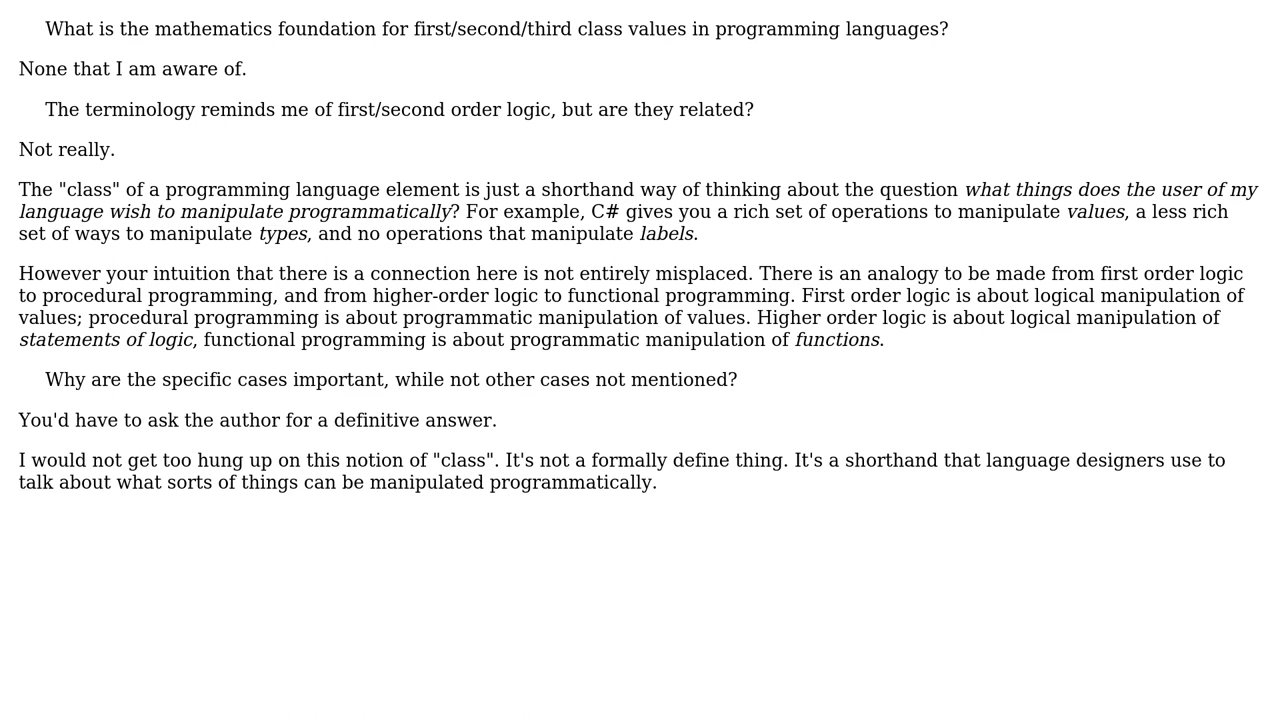 What is the mathematics foundation for first/second/third class values in programming languages?
None that I am aware of.
The terminology reminds me of first/second order logic, but are they related?
Not really.
The "class" of a programming language element is just a shorthand way of thinking about the question what things does the user of my
language wish to manipulate programmatically? For example, C# gives you a rich set of operations to manipulate values, a less rich
set of ways to manipulate types, and no operations that manipulate labels.
However your intuition that there is a connection here is not entirely misplaced. There is an analogy to be made from first order logic
to procedural programming, and from higher-order logic to functional programming. First order logic is about logical manipulation of
values; procedural programming is about programmatic manipulation of values. Higher order logic is about logical manipulation of
statements of logic, functional programming is about programmatic manipulation of functions.
Why are the specific cases important, while not other cases not mentioned?
You'd have to ask the author for a definitive answer.
I would not get too hung up on this notion of "class". It's not a formally define thing. It's a shorthand that language designers use to
talk about what sorts of things can be manipulated programmatically.